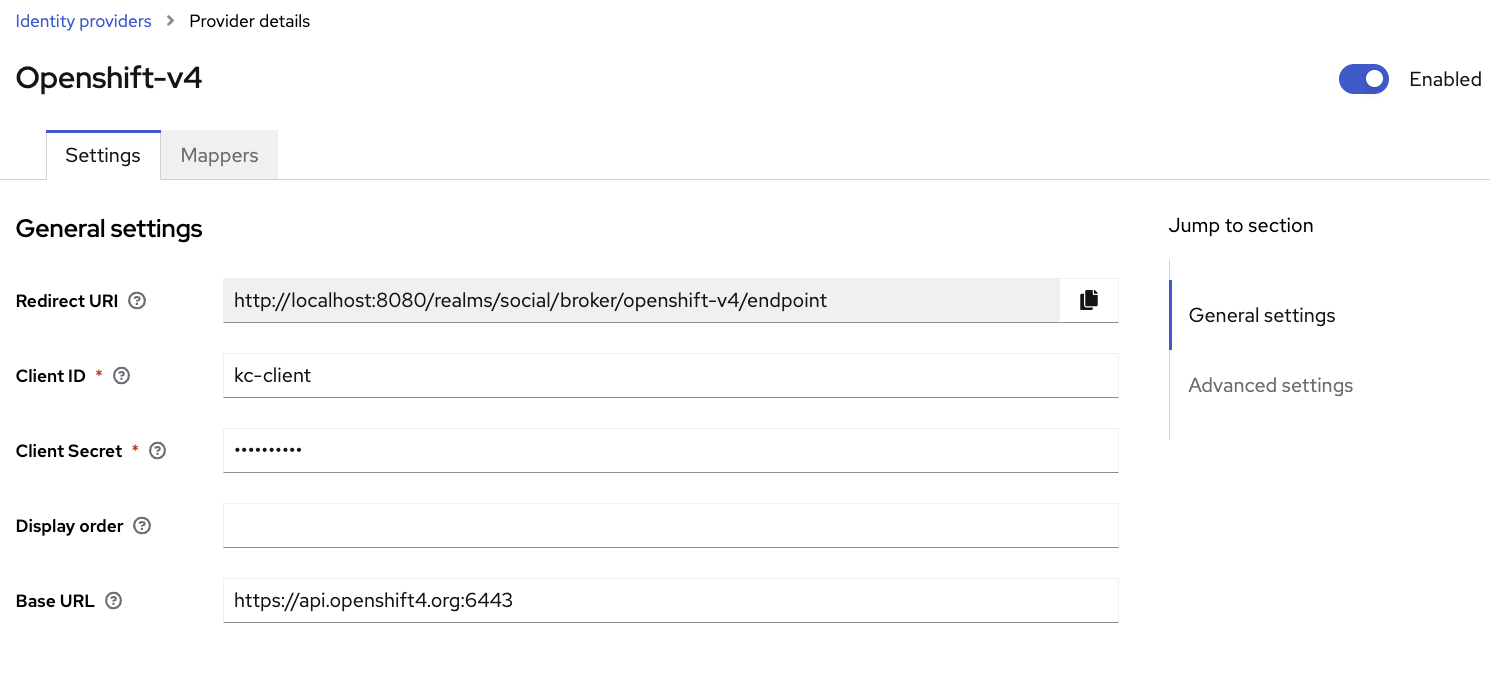 Identity providers > Provider details
Openshift-v4
Enabled
Settings Mappers
General settings
Jump to section
Redirect URI ? http://localhost:8080/realms/social/broker/openshift-v4/endpoint
General settings
Client ID * ? kc-client
Advanced settings
Client Secret * ? ••••••••••
Display order ?
Base URL ? https://api.openshift4.org:6443